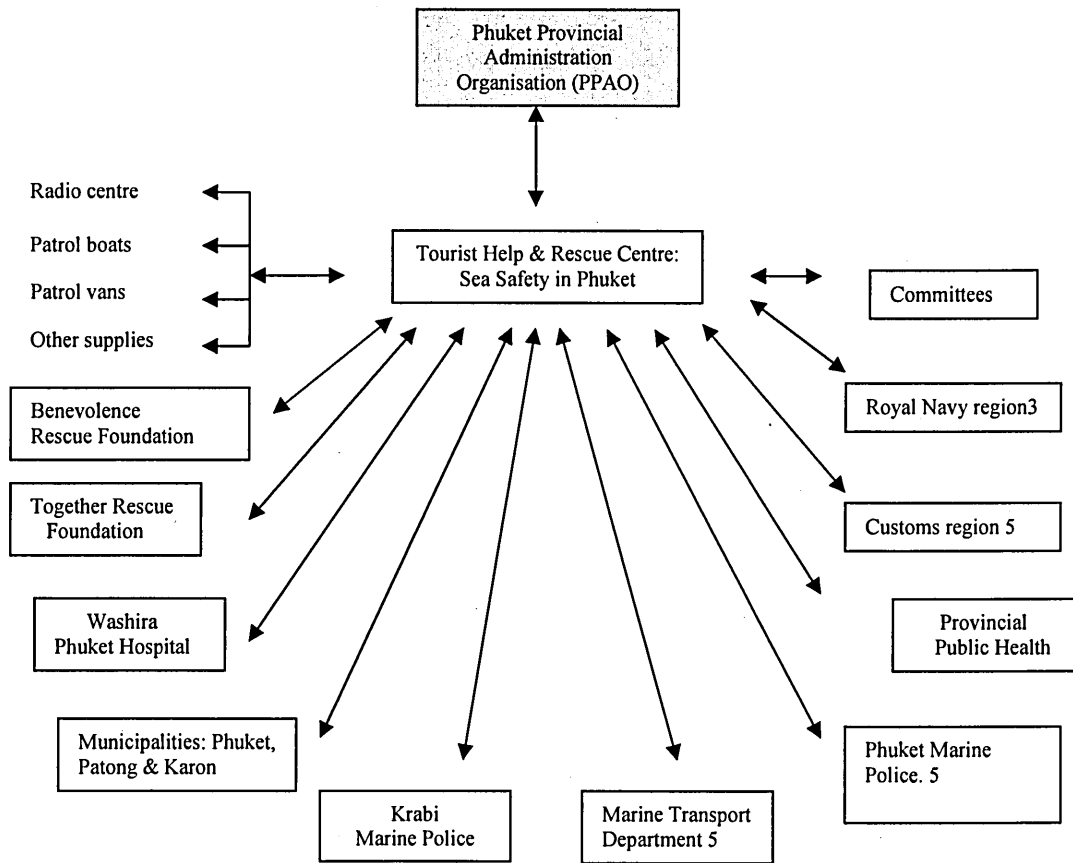 Phuket Provincial
Administration
Organisation (PPAO)
Radio centre
Patrol boats
Patrol vans
Other supplies
Tourist Help & Rescue Centre:
Sea Safety in Phuket
Committees
Benevolence
Rescue Foundation
Royal Navy region3
Together Rescue
Foundation
Customs region 5
Washira
Phuket Hospital
Provincial
Public Health
Municipalities: Phuket,
Patong & Karon
Phuket Marine
Police. 5
Krabi
Marine Police
Marine Transport
Department 5